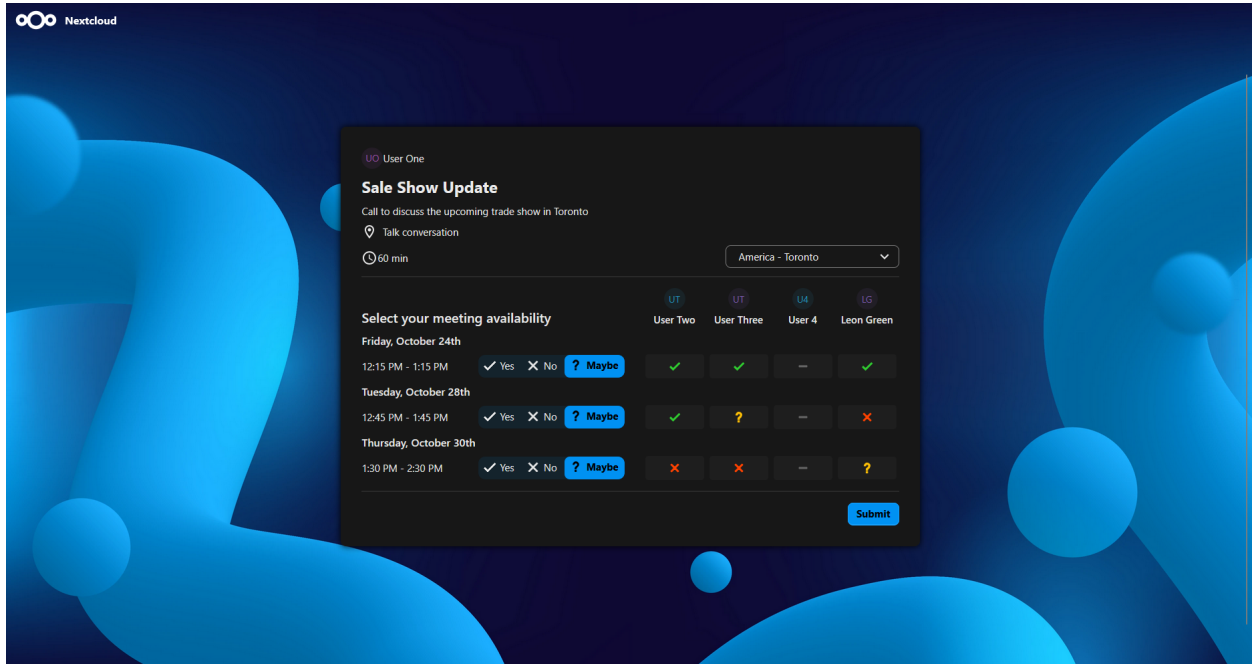 Nextcloud
UO User One
Sale Show Update
Call to discuss the upcoming trade show in Toronto
Talk conversation
60 min
America - Toronto
UT UT U4 LG
Select your meeting availability User Two User Three User 4 Leon Green
Friday, October 24th
12:15 PM - 1:15 PM Yes No ? Maybe
Tuesday, October 28th
12:45 PM - 1:45 PM Yes No ? Maybe ?
Thursday, October 30th
1:30 PM - 2:30 PM Yes No ? Maybe ?
Submit